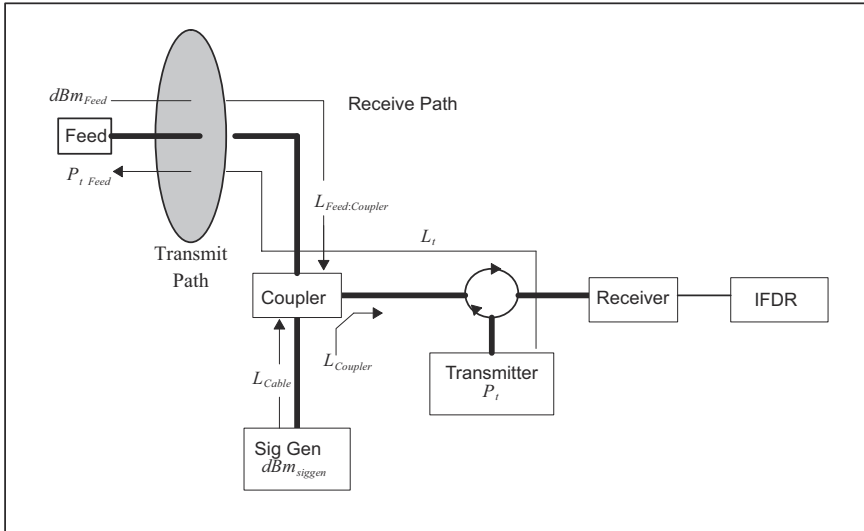 dBm_Feed
Receive Path
Feed
P_t Feed
L_Feed:Coupler
L_t
Transmit
Path
Coupler
Receiver
IFDR
L_Coupler
L_Cable
Transmitter
P_t
Sig Gen
dBm_siggen